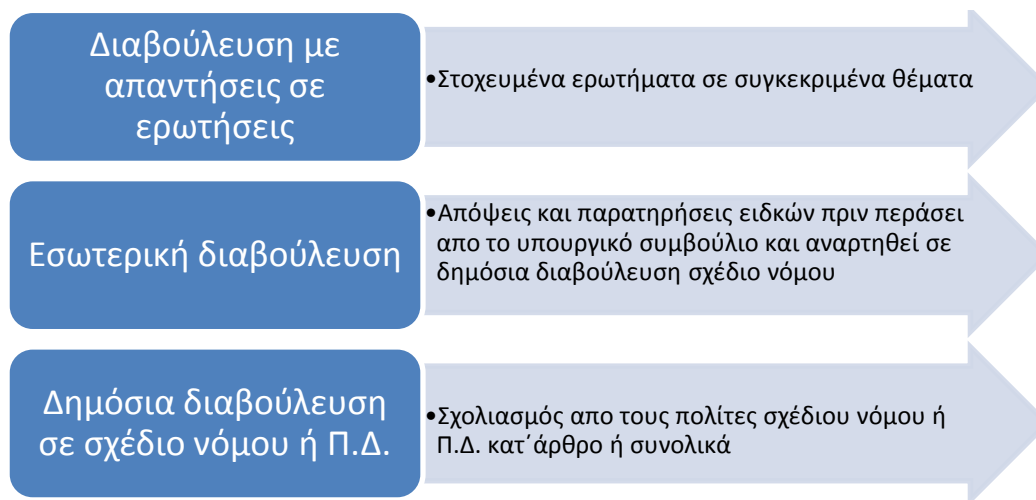 Διαβούλευση με
απαντήσεις σε
ερωτήσεις
•Στοχευμένα ερωτήματα σε συγκεκριμένα θέματα
Εσωτερική διαβούλευση
•Απόψεις και παρατηρήσεις ειδκών πριν περάσει
απο το υπουργικό συμβούλιο και αναρτηθεί σε
δημόσια διαβούλευση σχέδιο νόμου
Δημόσια διαβούλευση
σε σχέδιο νόμου ή Π.Δ.
•Σχολιασμός απο τους πολίτες σχέδιου νόμου ή
Π.Δ. κατ΄άρθρο ή συνολικά